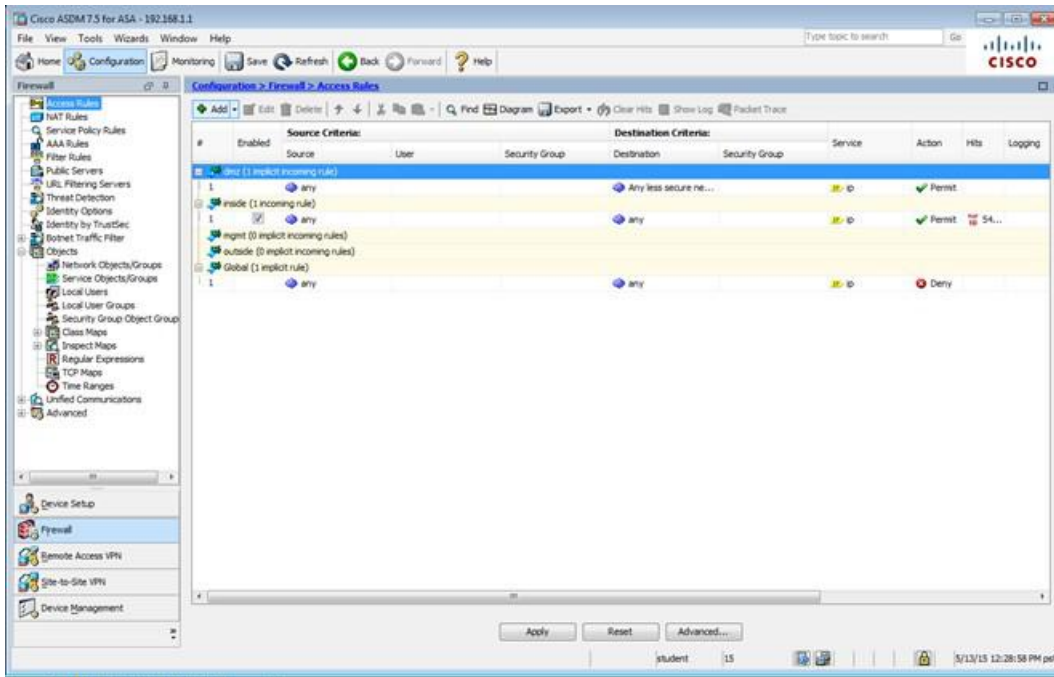 Cisco ASDM 7.5 for ASA - 192.168.1.1
File View Tools Wizards Window Help
Type topic to search
Go
Home Configuration Monitoring Save Refresh Back Forward Help
CISCO
Firewall
Access Rules
NAT Rules
Service Policy Rules
AAA Rules
Filter Rules
Public Servers
URL Filtering Servers
Threat Detection
Identity Options
Identity by TrustSec
Botnet Traffic Filter
Objects
Network Objects/Groups
Service Objects/Groups
Local Users
Local User Groups
Security Group Object Group
Class Maps
Inspect Maps
Regular Expressions
TCP Maps
Time Ranges
Unified Communications
Advanced
Device Setup
Firewall
Remote Access VPN
Site-to-Site VPN
Device Management
Configuration > Firewall > Access Rules
Add Edit Delete Find Diagram Export Clear Hits Show Log Packet Trace
Source Criteria: Destination Criteria:
# Enabled Source User Security Group Destination Security Group Service Action Hits Logging
dmz (1 implicit incoming rule)
1 any Any less secure ne... ip Permit
inside (1 incoming rule)
1 any any ip Permit 54...
mgmt (0 implicit incoming rules)
outside (0 implicit incoming rules)
Global (1 implicit rule)
1 any any ip Deny
Apply Reset Advanced...
student 15 5/13/15 12:28:58 PM